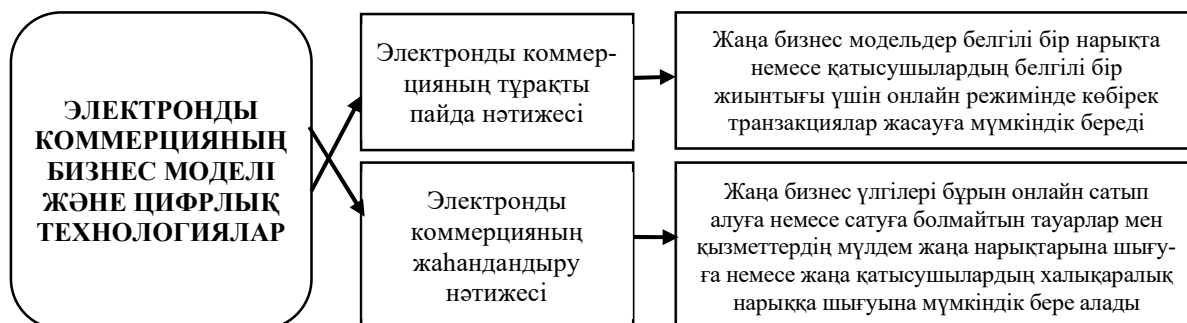 ЭЛЕКТРОНДЫ
КОММЕРЦИЯНЫҢ
БИЗНЕС МОДЕЛІ
ЖӘНЕ ЦИФРЛЫҚ
ТЕХНОЛОГИЯЛАР
Электронды коммер-
цияның тұрақты
пайда нәтижесі
Жаңа бизнес модельдер белгілі бір нарықта
немесе қатысушылардың белгілі бір
жиынтығы үшін онлайн режимінде көбірек
транзакциялар жасауға мүмкіндік береді
Электронды
коммерцияның
жаһандандыру
нәтижесі
Жаңа бизнес үлгілері бұрын онлайн сатып
алуға немесе сатуға болмайтын тауарлар мен
қызметтердің мүлдем жаңа нарықтарына шығу-
ға немесе жаңа қатысушылардың халықаралық
нарыққа шығуына мүмкіндік бере алады